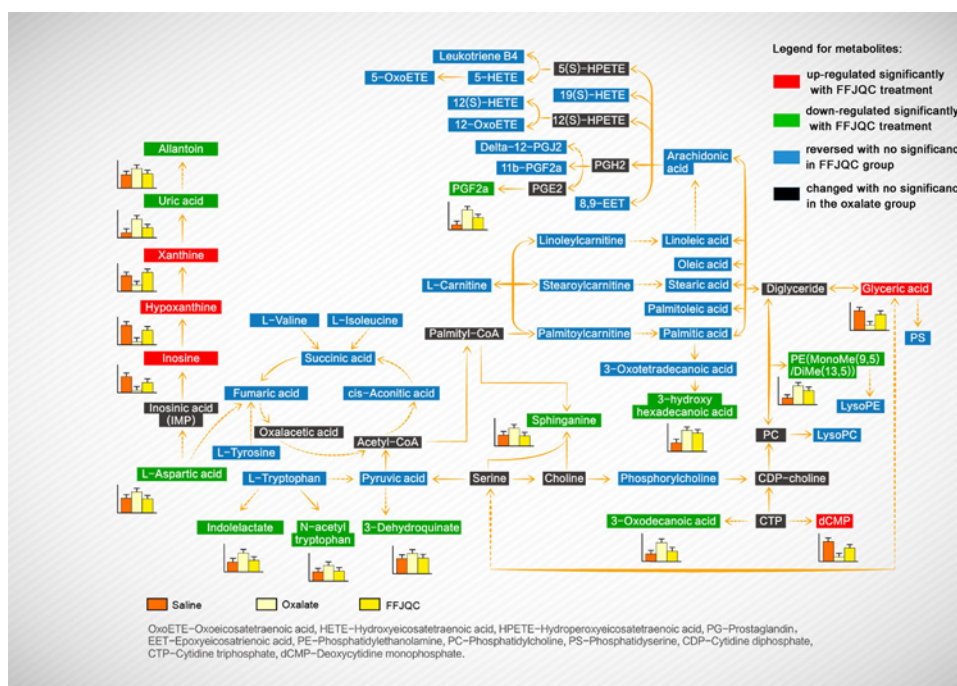 Leukotriene B4
5-OxoETE
5-HETE
5(S)-HPETE
12(S)-HETE
19(S)-HETE
12-OxoETE
12(S)-HPETE
Delta-12-PGJ2
11b-PGF2a
PGH2
Arachidonic
acid
PGF2a
PGE2
8,9-EET
Legend for metabolites:
up-regulated significantly
with FFJQC treatment
down-regulated significantly
with FFJQC treatment
reversed with no significance
in FFJQC group
changed with no significance
in the oxalate group
Allantoin
Uric acid
Xanthine
Hypoxanthine
Inosine
Inosinic acid
(IMP)
L-Aspartic acid
L-Valine
L-Isoleucine
Succinic acid
Fumaric acid
cis-Aconitic acid
Oxalacetic acid
Acetyl-CoA
L-Tyrosine
L-Tryptophan
Pyruvic acid
Indolelactate
N-acetyl
tryptophan
3-Dehydroquinate
L-Carnitine
Linoleylcarnitine
Linoleic acid
Oleic acid
Stearoylcarnitine
Stearic acid
Palmitoleic acid
Palmityl-CoA
Palmitoylcarnitine
Palmitic acid
3-Oxotetradecanoic acid
3-hydroxy
hexadecanoic acid
Sphinganine
Diglyceride
Glyceric acid
PS
PE(MonoMe(9,5)
/DiMe(13,5))
LysoPE
PC
LysoPC
Serine
Choline
Phosphorylcholine
CDP-choline
3-Oxodecanoic acid
CTP
dCMP
Saline
Oxalate
FFJQC
OxoETE-Oxoeicosatetraenoic acid, HETE-Hydroxyeicosatetraenoic acid, HPETE-Hydroperoxyeicosatetraenoic acid, PG-Prostaglandin,
EET-Epoxyeicosatrienoic acid, PE-Phosphatidylethanolamine, PC-Phosphatidylcholine, PS-Phosphatidyserine, CDP-Cytidine diphosphate,
CTP-Cytidine triphosphate, dCMP-Deoxycytidine monophosphate.